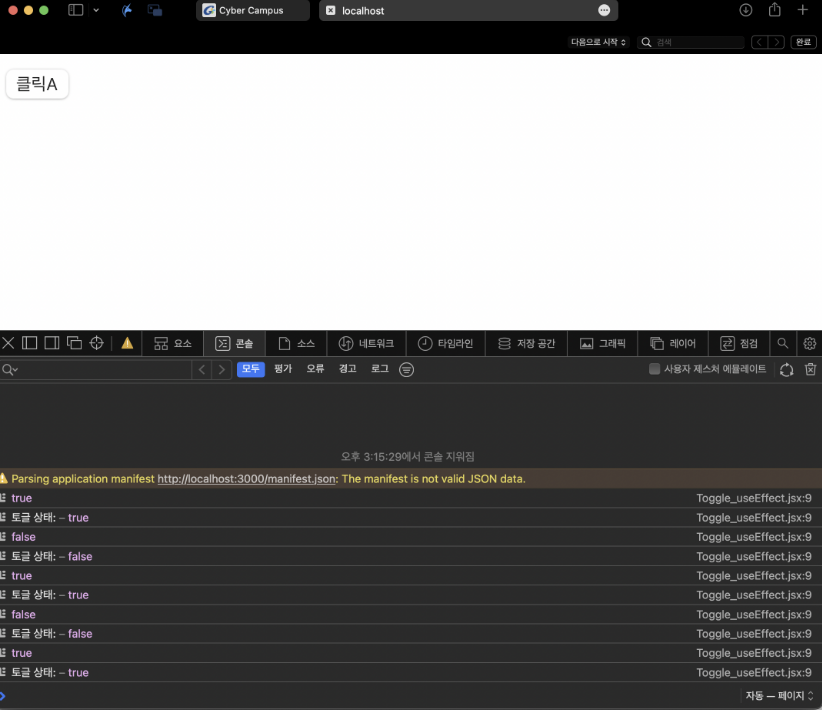 Cyber Campus
localhost
다음으로 시작
검색
완료
클릭A
요소
콘솔
소스
네트워크
타임라인
저장 공간
그래픽
레이어
점검
모두
평가
오류
경고
로그
사용자 제스처 에뮬레이트
오후 3:15:29에서 콘솔 지워짐
Parsing application manifest http://localhost:3000/manifest.json: The manifest is not valid JSON data.
true Toggle_useEffect.jsx:9
토글 상태: – true Toggle_useEffect.jsx:9
false Toggle_useEffect.jsx:9
토글 상태: – false Toggle_useEffect.jsx:9
true Toggle_useEffect.jsx:9
토글 상태: – true Toggle_useEffect.jsx:9
false Toggle_useEffect.jsx:9
토글 상태: – false Toggle_useEffect.jsx:9
true Toggle_useEffect.jsx:9
토글 상태: – true Toggle_useEffect.jsx:9
자동 — 페이지